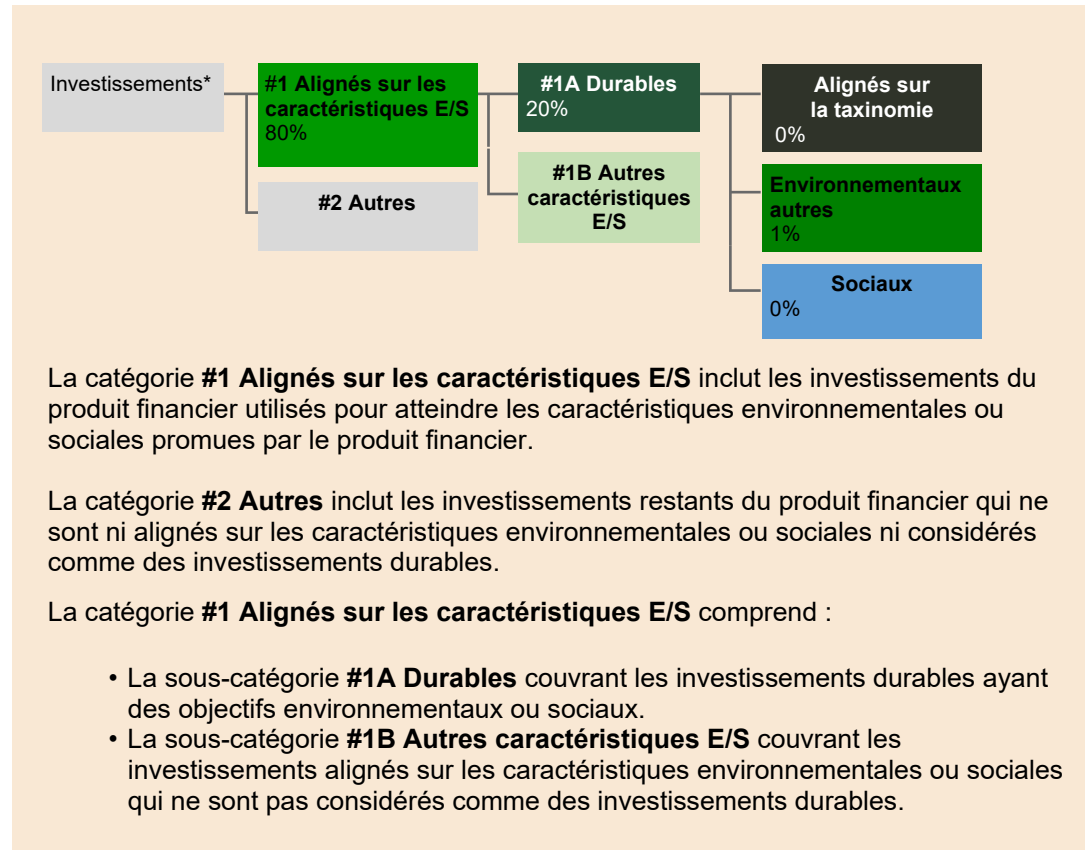 Investissements*
#1 Alignés sur les
caractéristiques E/S
80%
#2 Autres
#1A Durables
20%
#1B Autres
caractéristiques
E/S
Alignés sur
la taxinomie
0%
Environnementaux
autres
1%
Sociaux
0%
La catégorie #1 Alignés sur les caractéristiques E/S inclut les investissements du
produit financier utilisés pour atteindre les caractéristiques environnementales ou
sociales promues par le produit financier.
La catégorie #2 Autres inclut les investissements restants du produit financier qui ne
sont ni alignés sur les caractéristiques environnementales ou sociales ni considérés
comme des investissements durables.
La catégorie #1 Alignés sur les caractéristiques E/S comprend :
• La sous-catégorie #1A Durables couvrant les investissements durables ayant
des objectifs environnementaux ou sociaux.
• La sous-catégorie #1B Autres caractéristiques E/S couvrant les
investissements alignés sur les caractéristiques environnementales ou sociales
qui ne sont pas considérés comme des investissements durables.